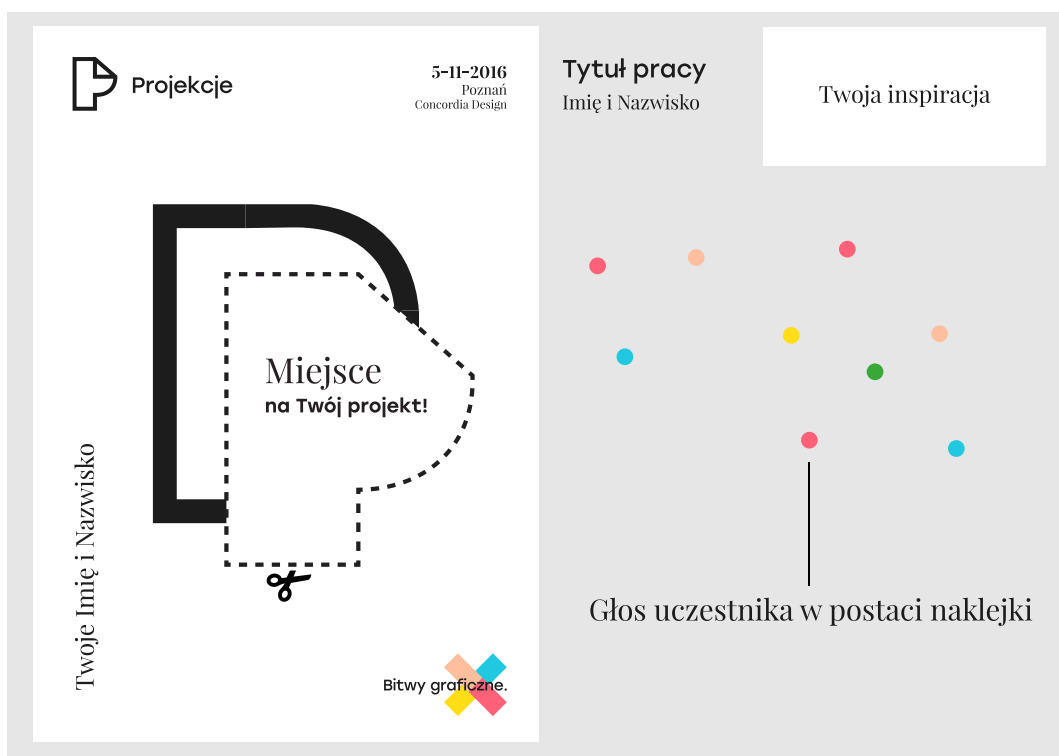 Projekcje
5-11-2016
Poznań
Concordia Design
Miejsce
na Twój projekt!
Twoje Imię i Nazwisko
Bitwy graficzne.
Tytuł pracy
Imię i Nazwisko
Twoja inspiracja
Głos uczestnika w postaci naklejki